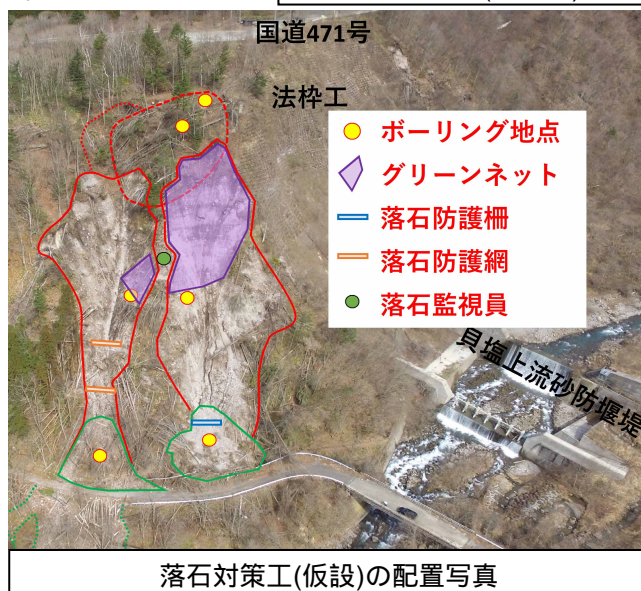 国道471号
法枠工
ボーリング地点
グリーンネット
落石防護柵
落石防護網
落石監視員
貝塩上流砂防堰堤
落石対策工(仮設)の配置写真